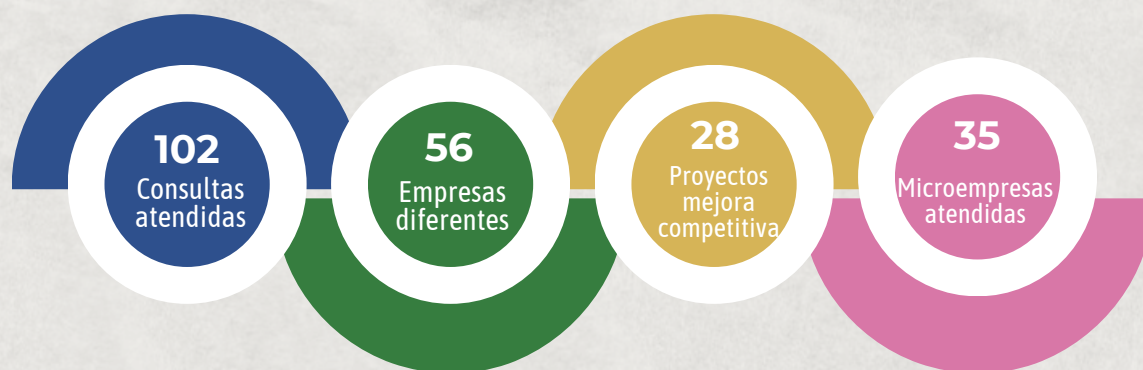 102
Consultas
atendidas
56
Empresas
diferentes
28
Proyectos
mejora
competitiva
35
Microempresas
atendidas